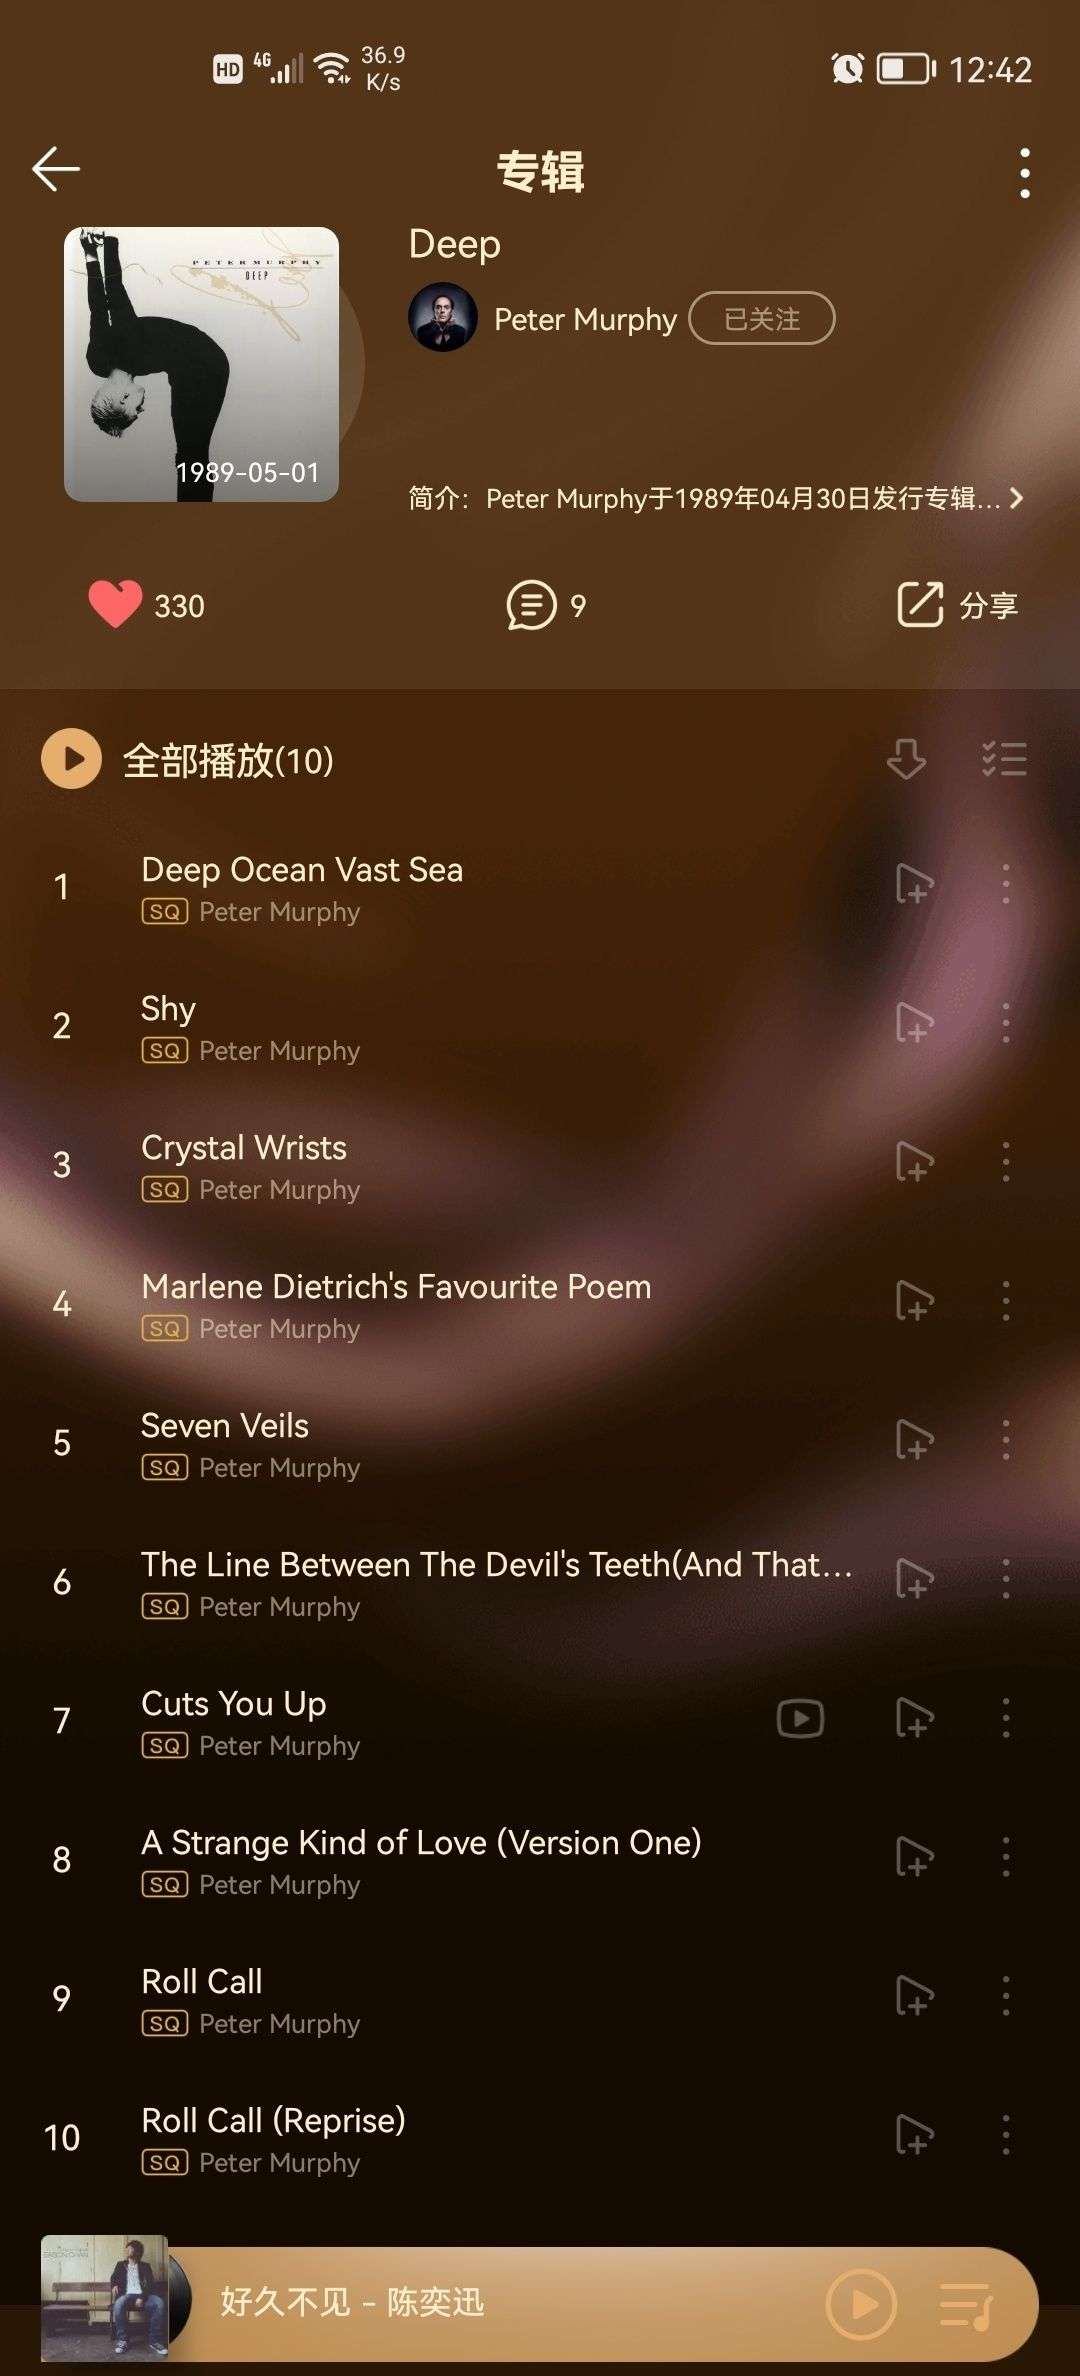 HD 4G 36.9 K/s 12:42
专辑
PETER MURPHY
DEEP
1989-05-01
Deep
Peter Murphy 已关注
简介：Peter Murphy于1989年04月30日发行专辑...
330 9 分享
全部播放(10)
1 Deep Ocean Vast Sea
SQ Peter Murphy
2 Shy
SQ Peter Murphy
3 Crystal Wrists
SQ Peter Murphy
4 Marlene Dietrich's Favourite Poem
SQ Peter Murphy
5 Seven Veils
SQ Peter Murphy
6 The Line Between The Devil's Teeth(And That...
SQ Peter Murphy
7 Cuts You Up
SQ Peter Murphy
8 A Strange Kind of Love (Version One)
SQ Peter Murphy
9 Roll Call
SQ Peter Murphy
10 Roll Call (Reprise)
SQ Peter Murphy
好久不见 - 陈奕迅